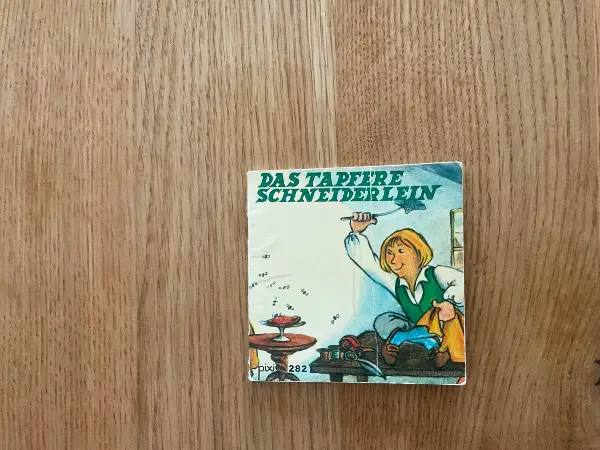 DAS TAPFERE
SCHNEIDERLEIN
pixi 282